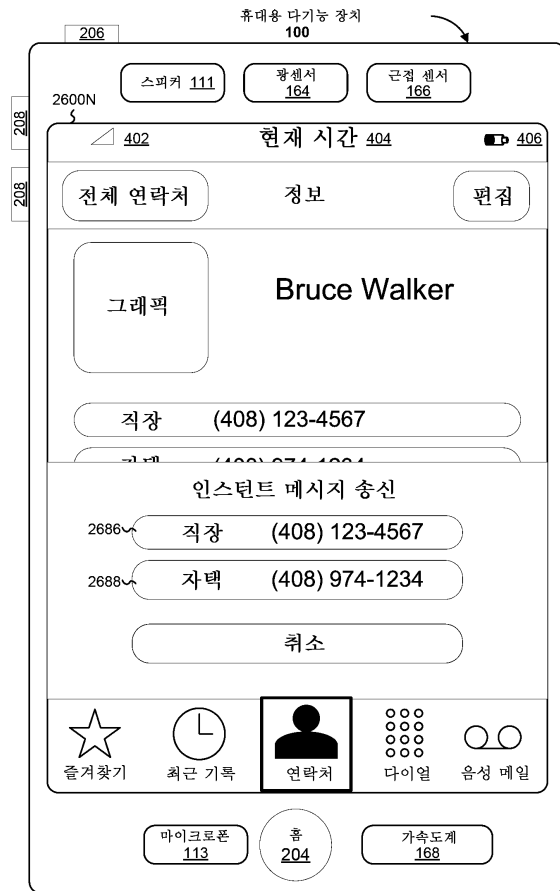 휴대용 다기능 장치
100
206
스피커 111
광센서
164
근접 센서
166
2600N
208
208
402
현재 시간 404
406
전체 연락처
정보
편집
그래픽
Bruce Walker
직장 (408) 123-4567
자택 (408) 974-1234
인스턴트 메시지 송신
2686
직장 (408) 123-4567
2688
자택 (408) 974-1234
취소
즐겨찾기
최근 기록
연락처
다이얼
음성 메일
마이크로폰
113
홈
204
가속도계
168